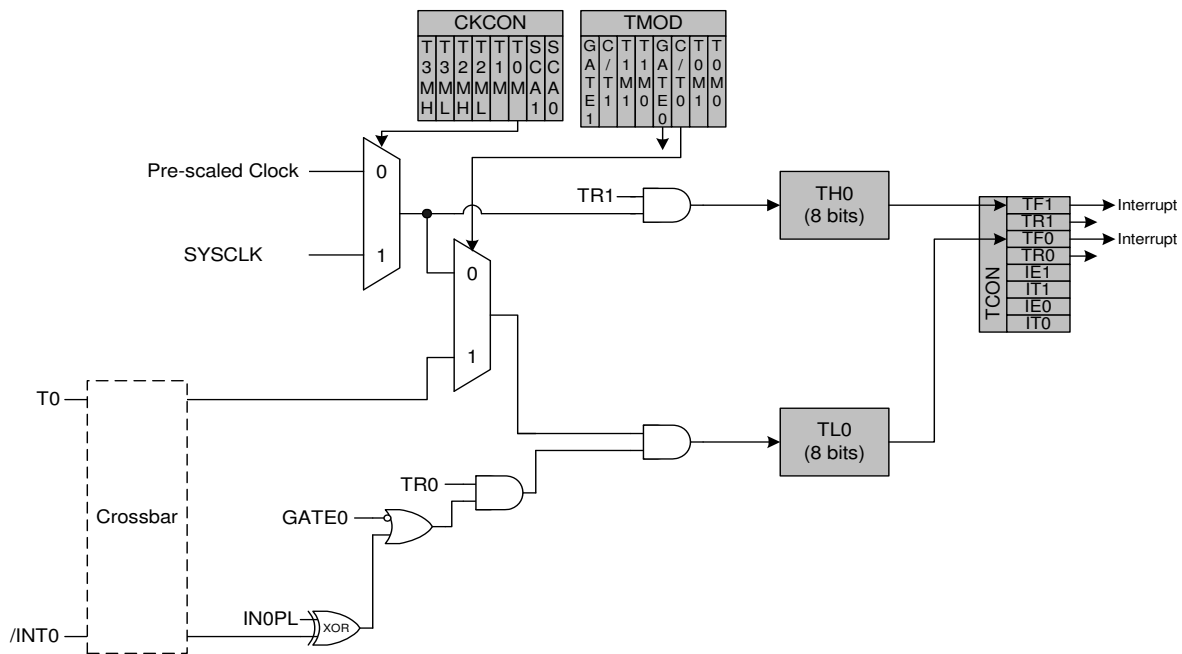 CKCON
T3MH
T3ML
T2MH
T2ML
T1M
T0M
SCA1
SCA0
TMOD
GATE1
C/T1
T1M1
T1M0
GATE0
C/T0
T0M1
T0M0
Pre-scaled Clock
0
SYSCLK
1
TR1
TH0
(8 bits)
TCON
TF1
TR1
TF0
TR0
IE1
IT1
IE0
IT0
Interrupt
Interrupt
0
1
T0
Crossbar
/INT0
TL0
(8 bits)
TR0
GATE0
IN0PL
XOR